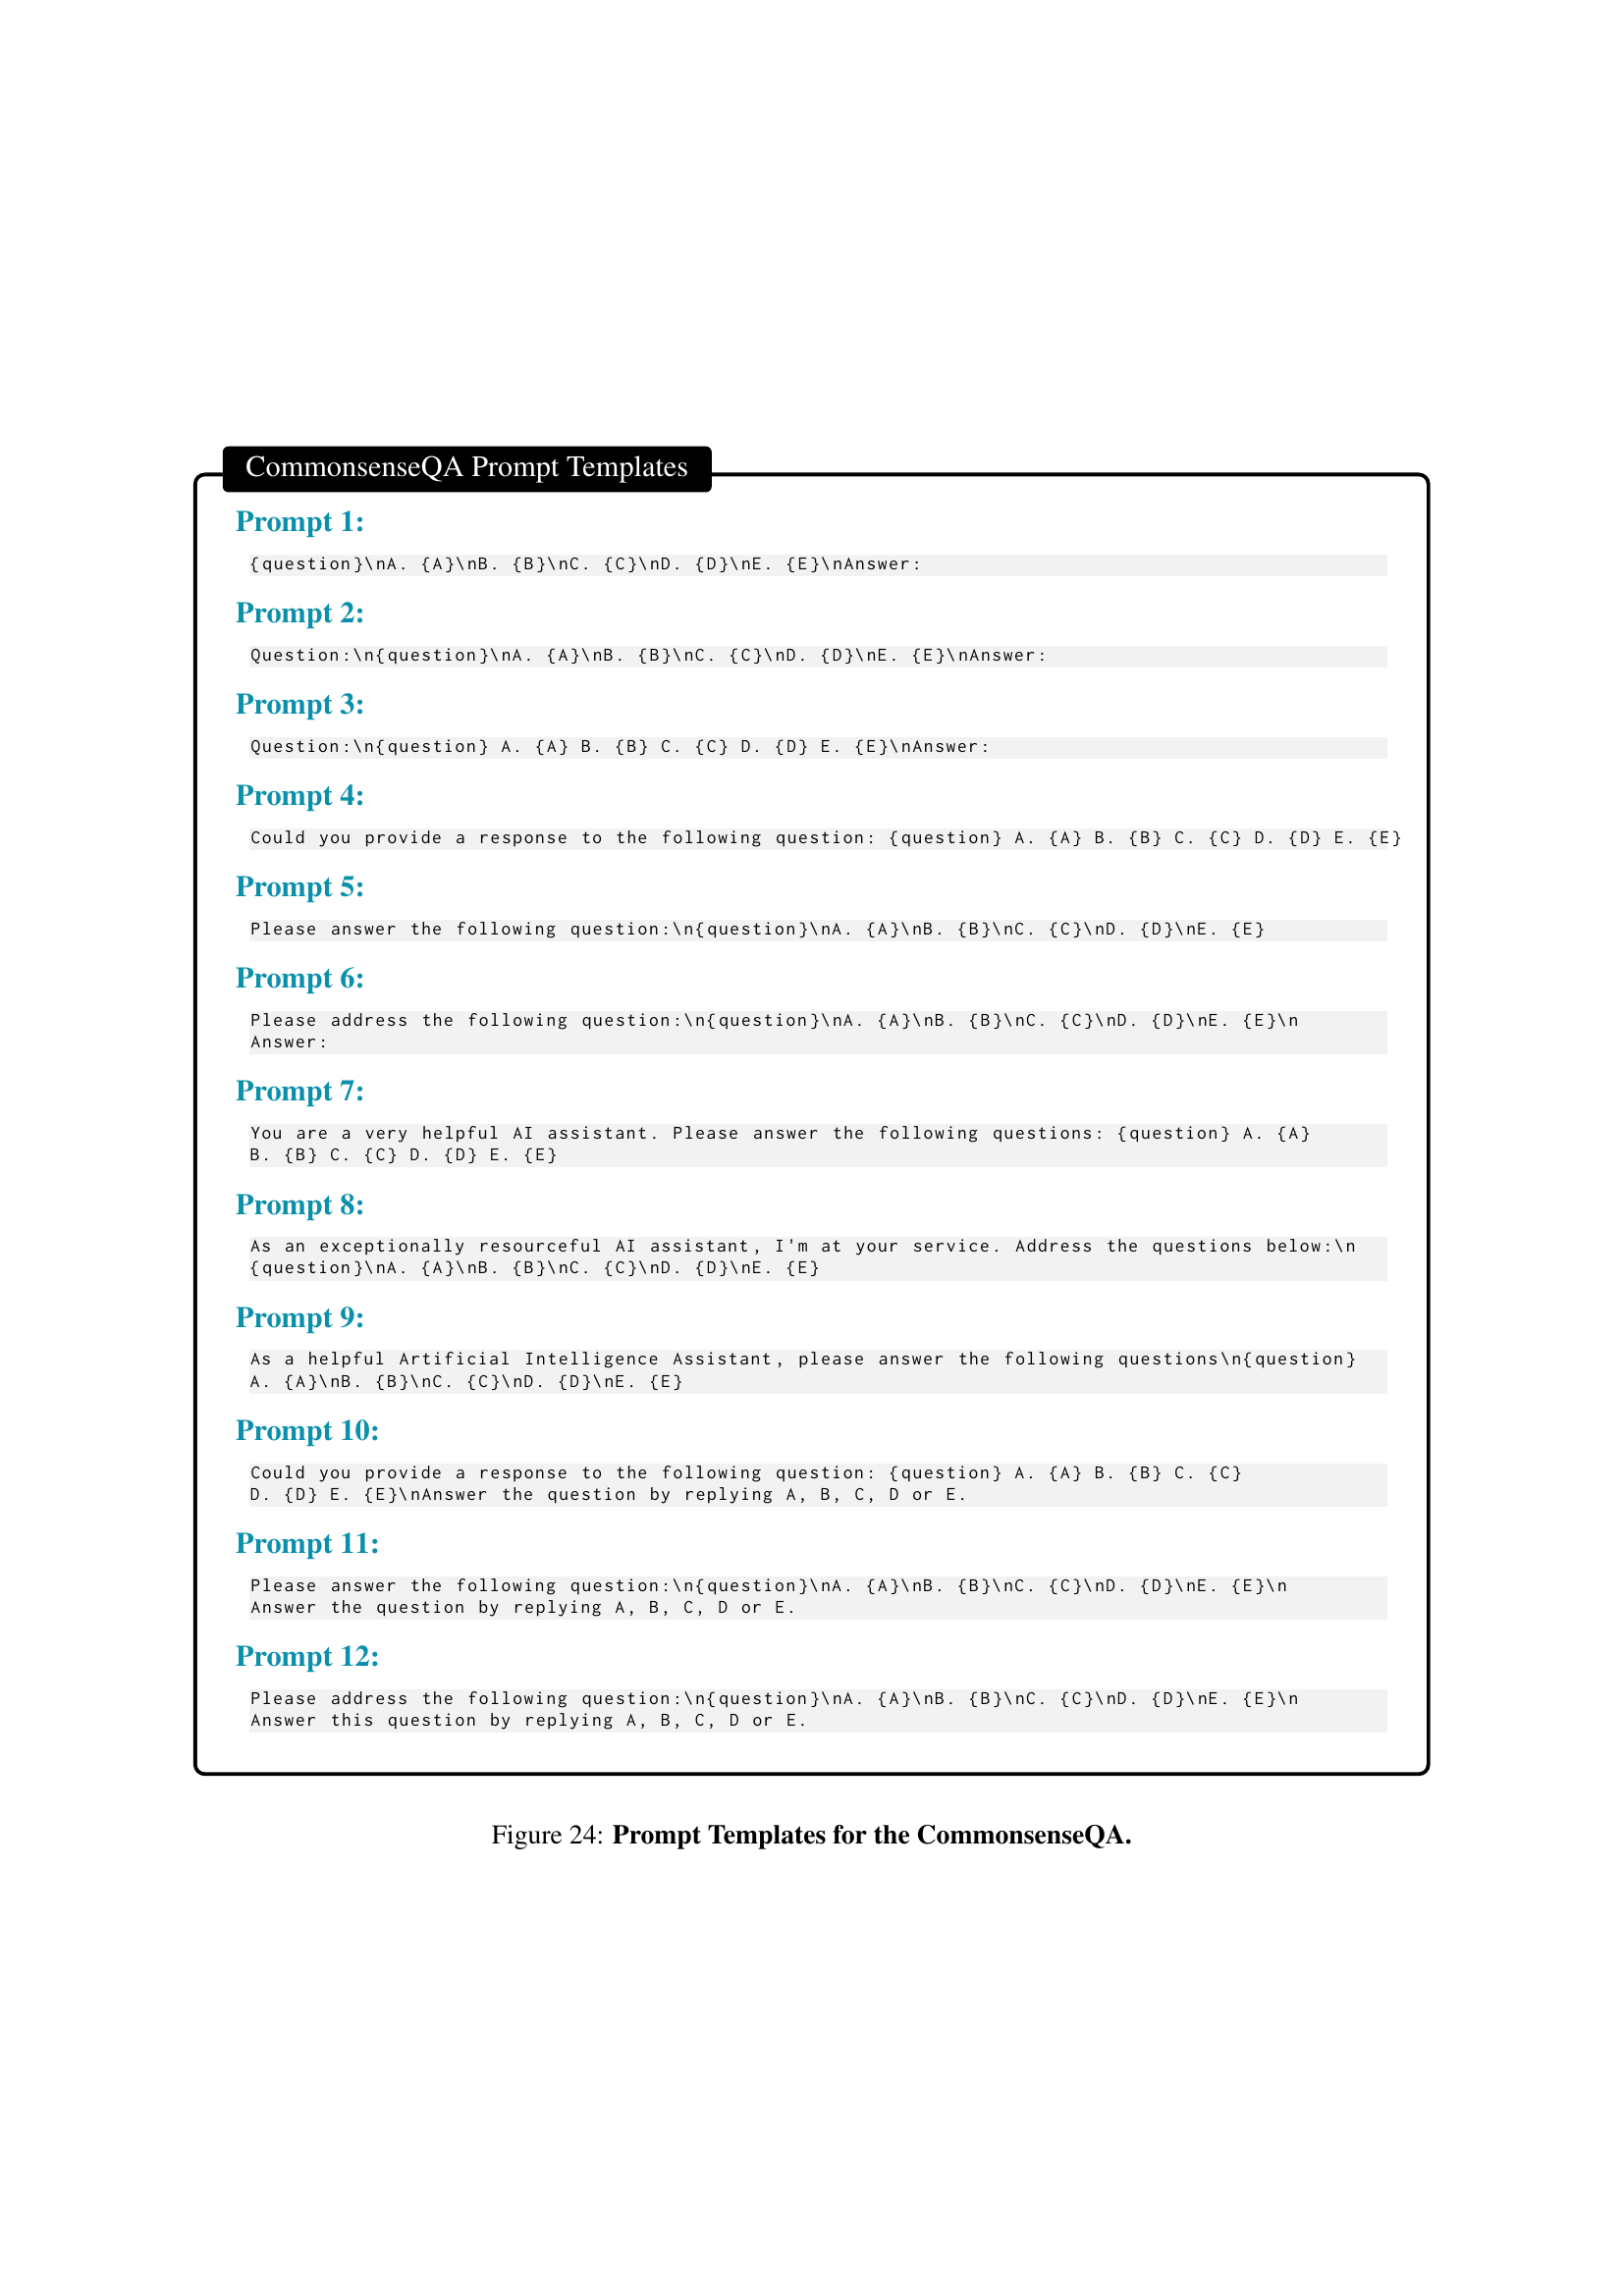 CommonsenseQA Prompt Templates
Prompt 1:
{question}\nA. {A}\nB. {B}\nC. {C}\nD. {D}\nE. {E}\nAnswer:
Prompt 2:
Question:\n{question}\nA. {A}\nB. {B}\nC. {C}\nD. {D}\nE. {E}\nAnswer:
Prompt 3:
Question:\n{question} A. {A} B. {B} C. {C} D. {D} E. {E}\nAnswer:
Prompt 4:
Could you provide a response to the following question: {question} A. {A} B. {B} C. {C} D. {D} E. {E}
Prompt 5:
Please answer the following question:\n{question}\nA. {A}\nB. {B}\nC. {C}\nD. {D}\nE. {E}
Prompt 6:
Please address the following question:\n{question}\nA. {A}\nB. {B}\nC. {C}\nD. {D}\nE. {E}\n
Answer:
Prompt 7:
You are a very helpful AI assistant. Please answer the following questions: {question} A. {A}
B. {B} C. {C} D. {D} E. {E}
Prompt 8:
As an exceptionally resourceful AI assistant, I'm at your service. Address the questions below:\n
{question}\nA. {A}\nB. {B}\nC. {C}\nD. {D}\nE. {E}
Prompt 9:
As a helpful Artificial Intelligence Assistant, please answer the following questions\n{question}
A. {A}\nB. {B}\nC. {C}\nD. {D}\nE. {E}
Prompt 10:
Could you provide a response to the following question: {question} A. {A} B. {B} C. {C}
D. {D} E. {E}\nAnswer the question by replying A, B, C, D or E.
Prompt 11:
Please answer the following question:\n{question}\nA. {A}\nB. {B}\nC. {C}\nD. {D}\nE. {E}\n
Answer the question by replying A, B, C, D or E.
Prompt 12:
Please address the following question:\n{question}\nA. {A}\nB. {B}\nC. {C}\nD. {D}\nE. {E}\n
Answer this question by replying A, B, C, D or E.
Figure 24: Prompt Templates for the CommonsenseQA.